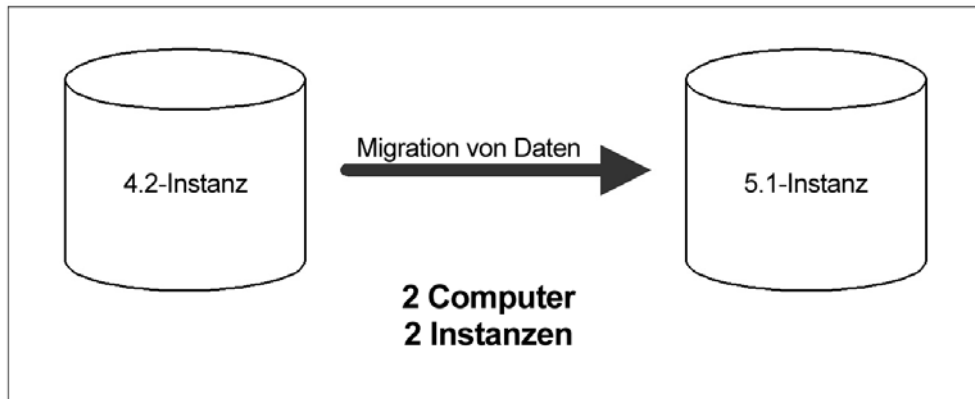 Migration von Daten
4.2-Instanz
5.1-Instanz
2 Computer
2 Instanzen